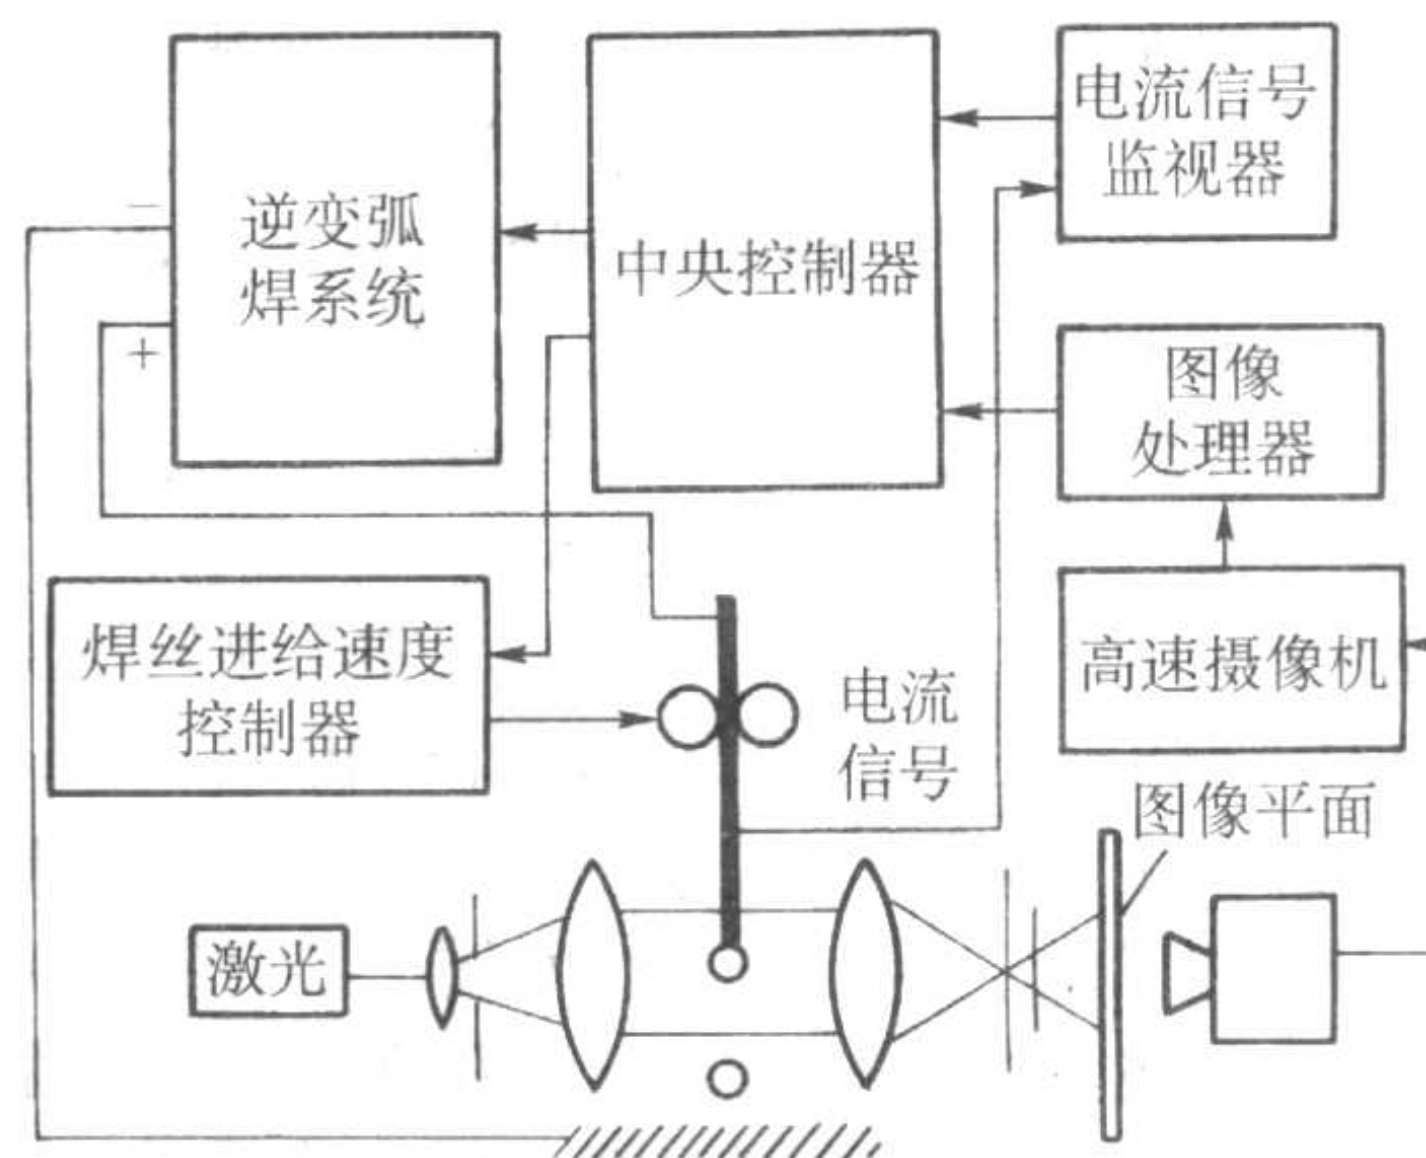 逆变弧
焊系统
−
+
中央控制器
电流信号
监视器
图像
处理器
高速摄像机
焊丝进给速度
控制器
电流
信号
图像平面
激光